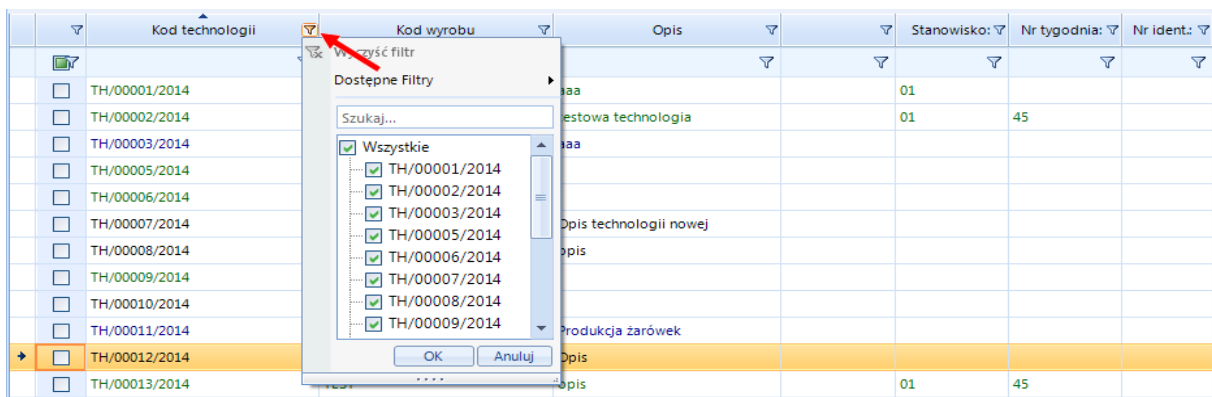 Kod technologii Kod wyrobu Opis Stanowisko: Nr tygodnia: Nr ident.:
Wyczyść filtr
Dostępne Filtry
Szukaj...
Wszystkie
TH/00001/2014
TH/00002/2014
TH/00003/2014
TH/00005/2014
TH/00006/2014
TH/00007/2014
TH/00008/2014
TH/00009/2014
OK Anuluj
TH/00001/2014 aaa 01
TH/00002/2014 testowa technologia 01 45
TH/00003/2014 aaa
TH/00005/2014
TH/00006/2014
TH/00007/2014 Opis technologii nowej
TH/00008/2014 opis
TH/00009/2014
TH/00010/2014
TH/00011/2014 Produkcja żarówek
TH/00012/2014 Opis
TH/00013/2014 opis 01 45